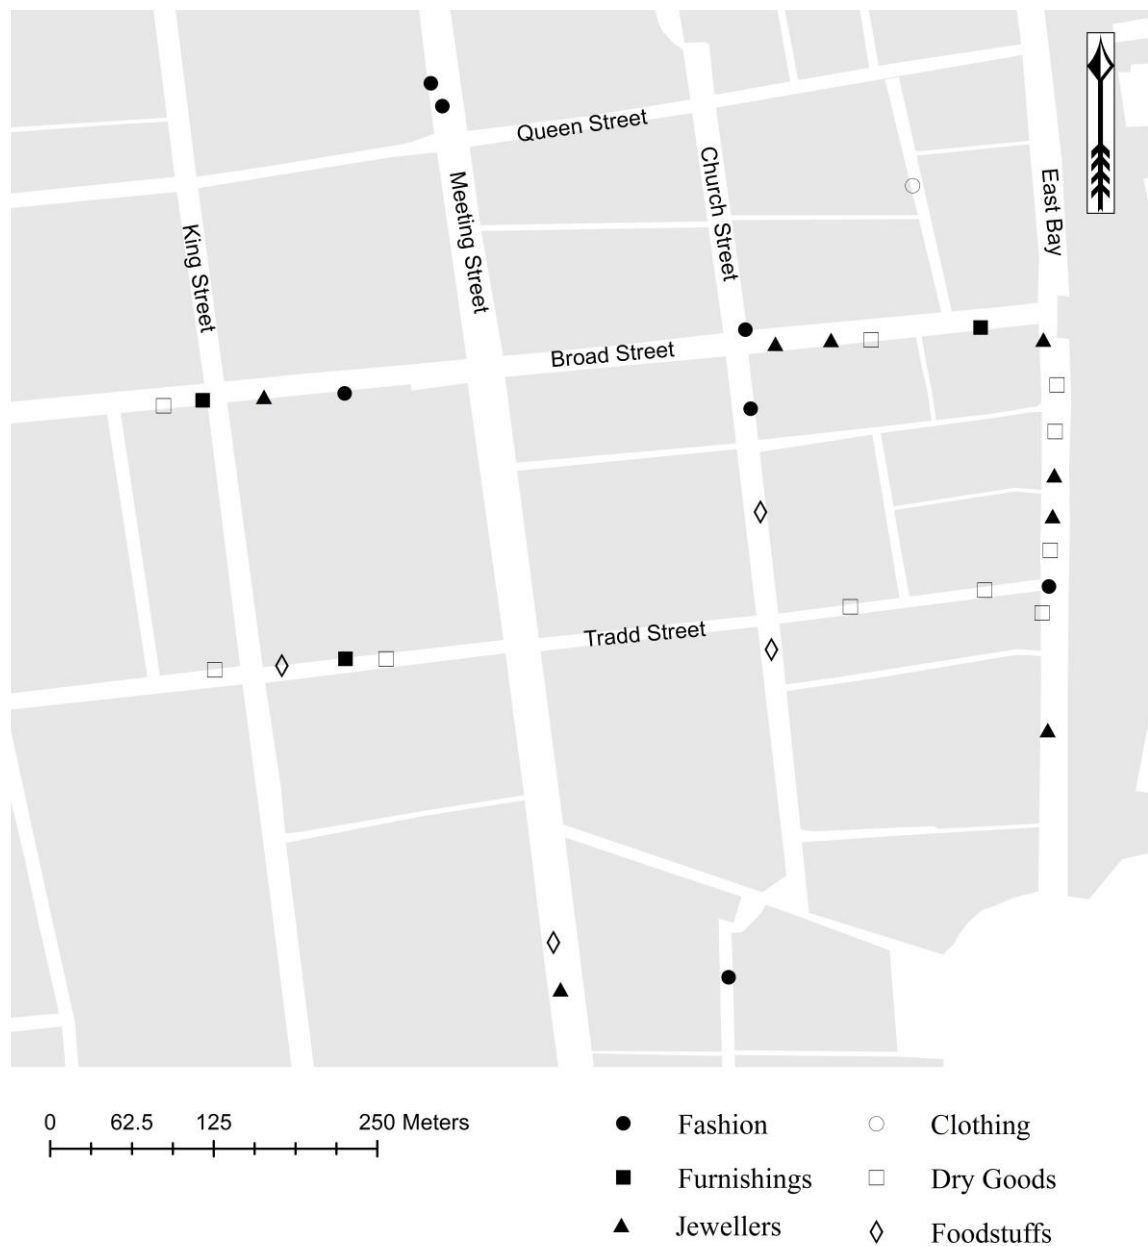 Queen Street
Church Street
Meeting Street
East Bay
King Street
Broad Street
Tradd Street
0 62.5 125 250 Meters
Fashion Clothing
Furnishings Dry Goods
Jewellers Foodstuffs